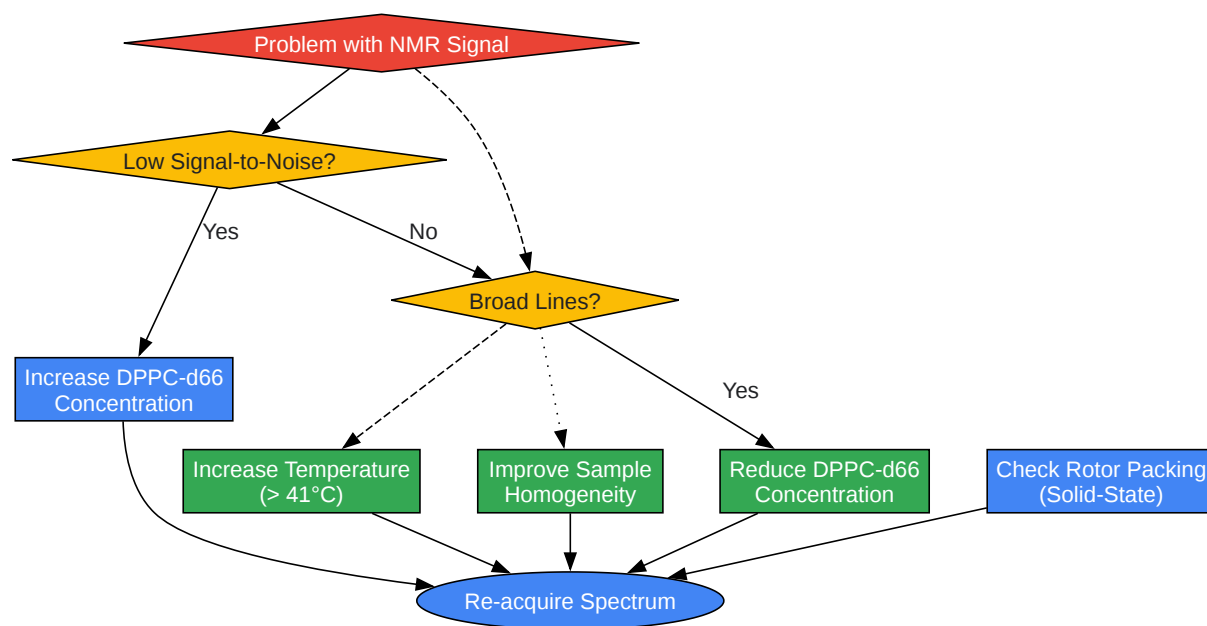 Problem with NMR Signal
Low Signal-to-Noise?
Yes
No
Broad Lines?
Increase DPPC-d66
Concentration
Yes
Increase Temperature
(> 41°C)
Improve Sample
Homogeneity
Reduce DPPC-d66
Concentration
Check Rotor Packing
(Solid-State)
Re-acquire Spectrum